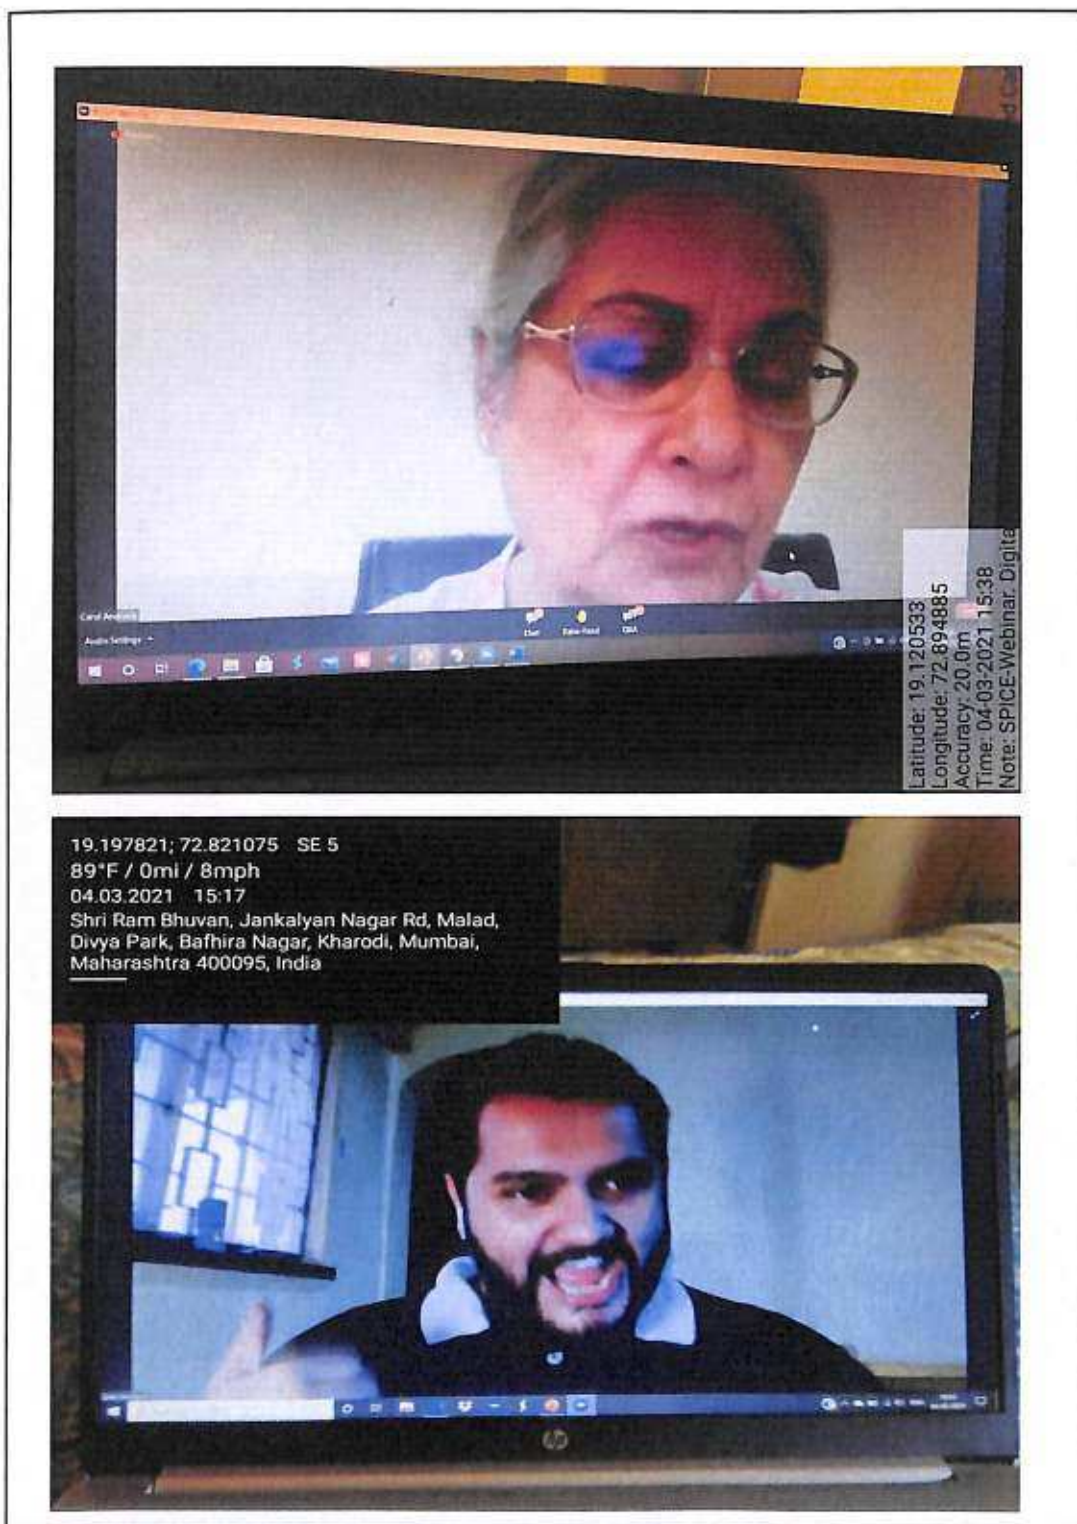 Audio Settings
Chat
Raise Hand
Q&A
Latitude: 19.120533
Longitude: 72.894885
Accuracy: 20.0m
Time: 04-03-2021 15:38
Note: SPICE-Webinar. Digita
19.197821; 72.821075 SE 5
89°F / 0mi / 8mph
04.03.2021 15:17
Shri Ram Bhuvan, Jankalyan Nagar Rd, Malad,
Divya Park, Bafhira Nagar, Kharodi, Mumbai,
Maharashtra 400095, India
hp